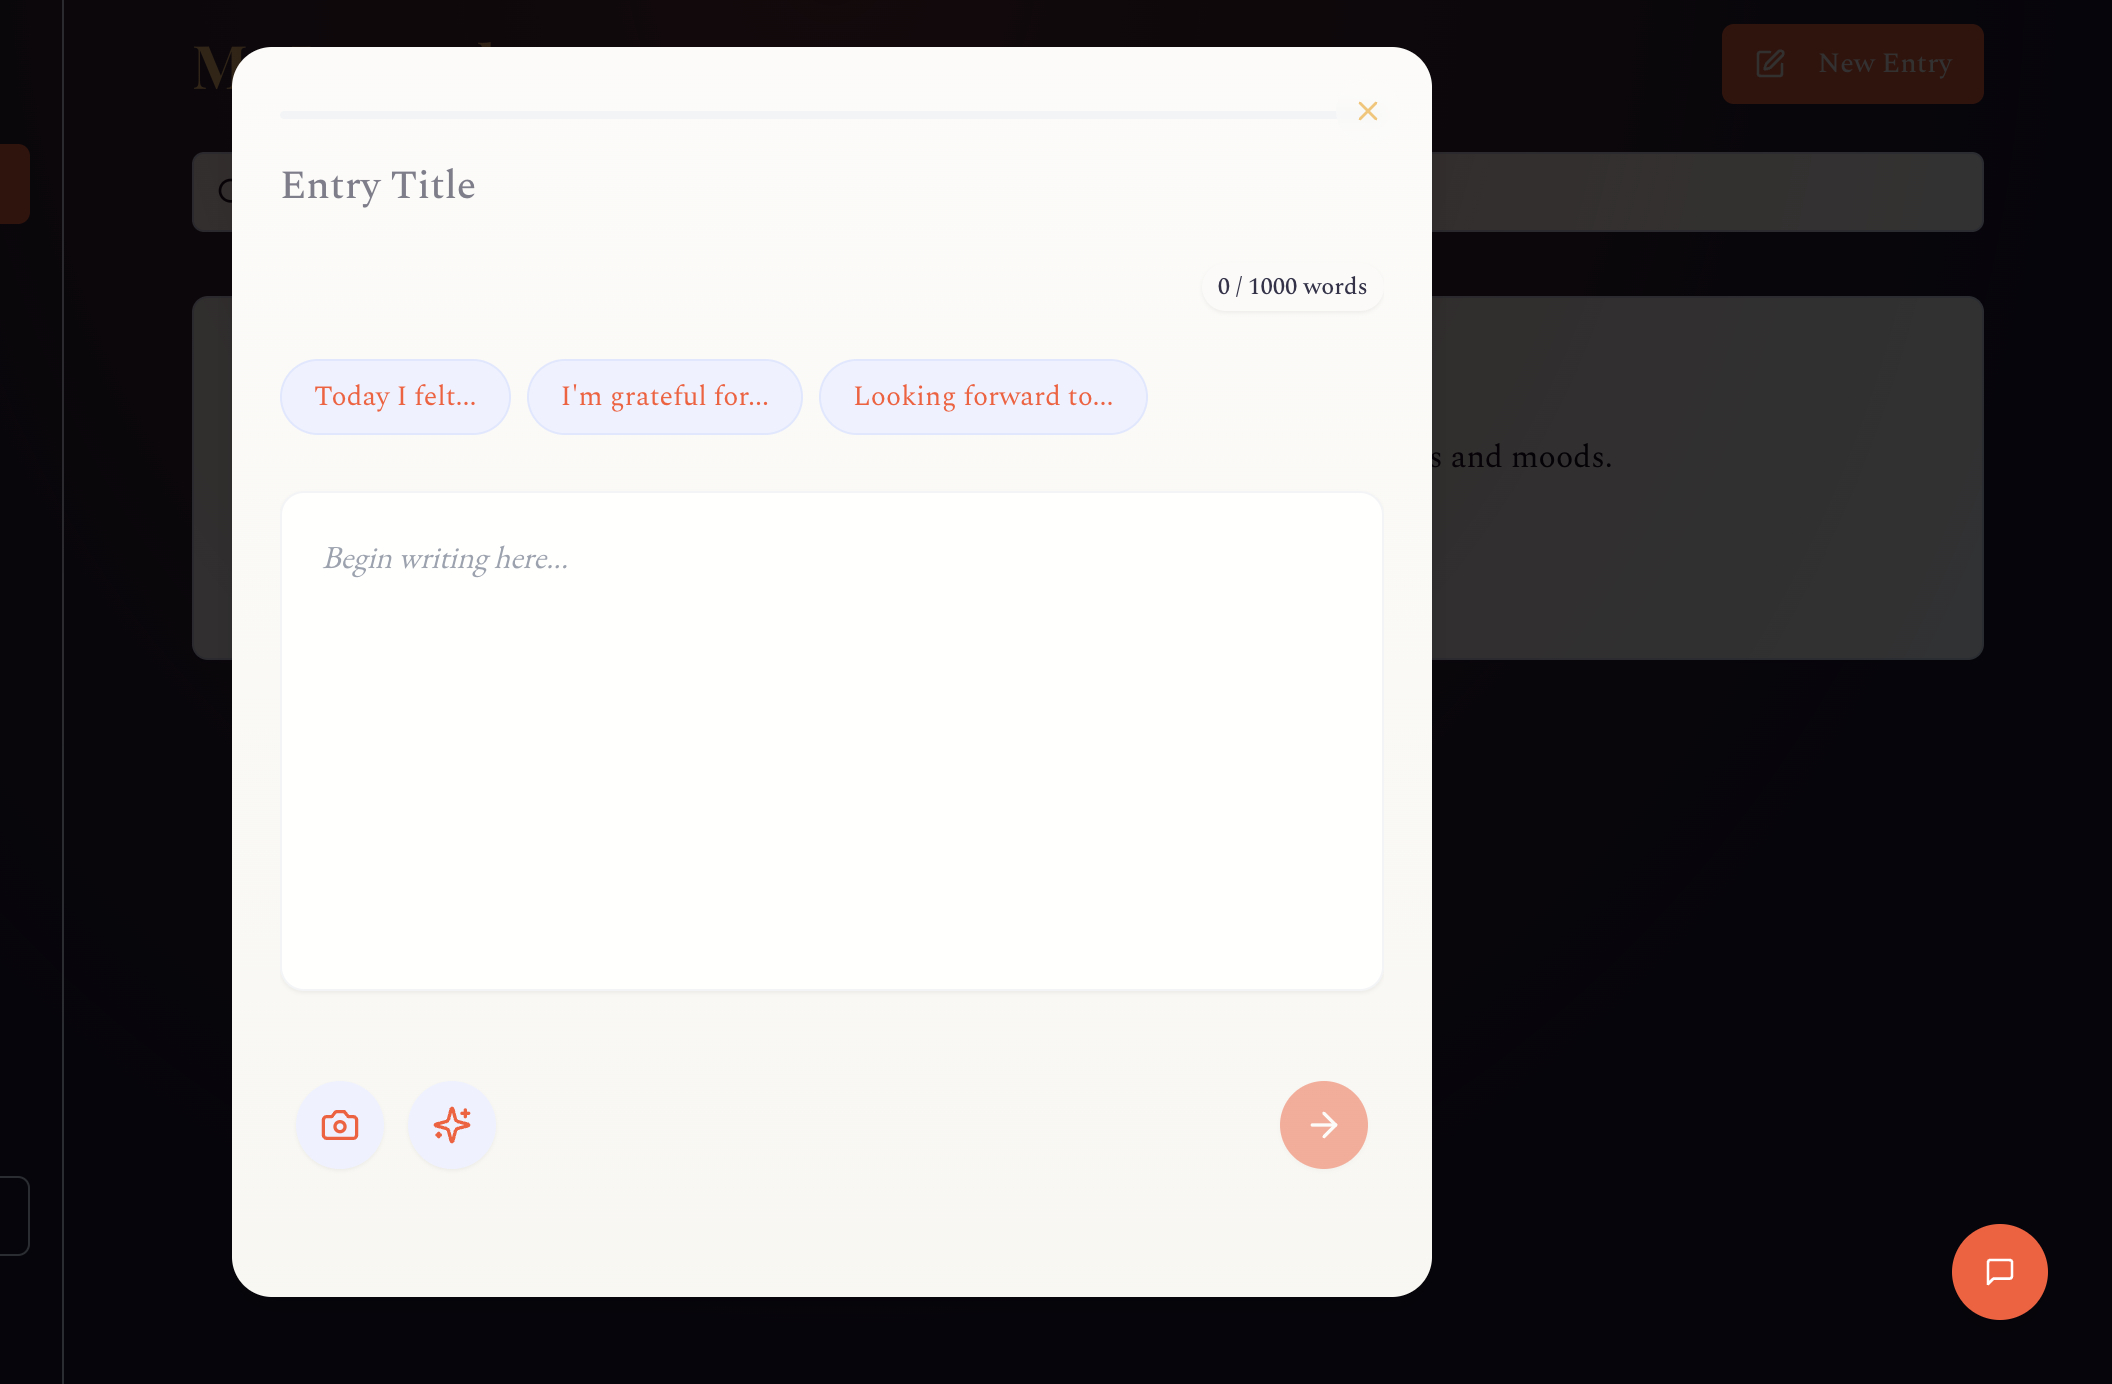 New Entry
Entry Title
0 / 1000 words
Today I felt...
I'm grateful for...
Looking forward to...
and moods.
Begin writing here...